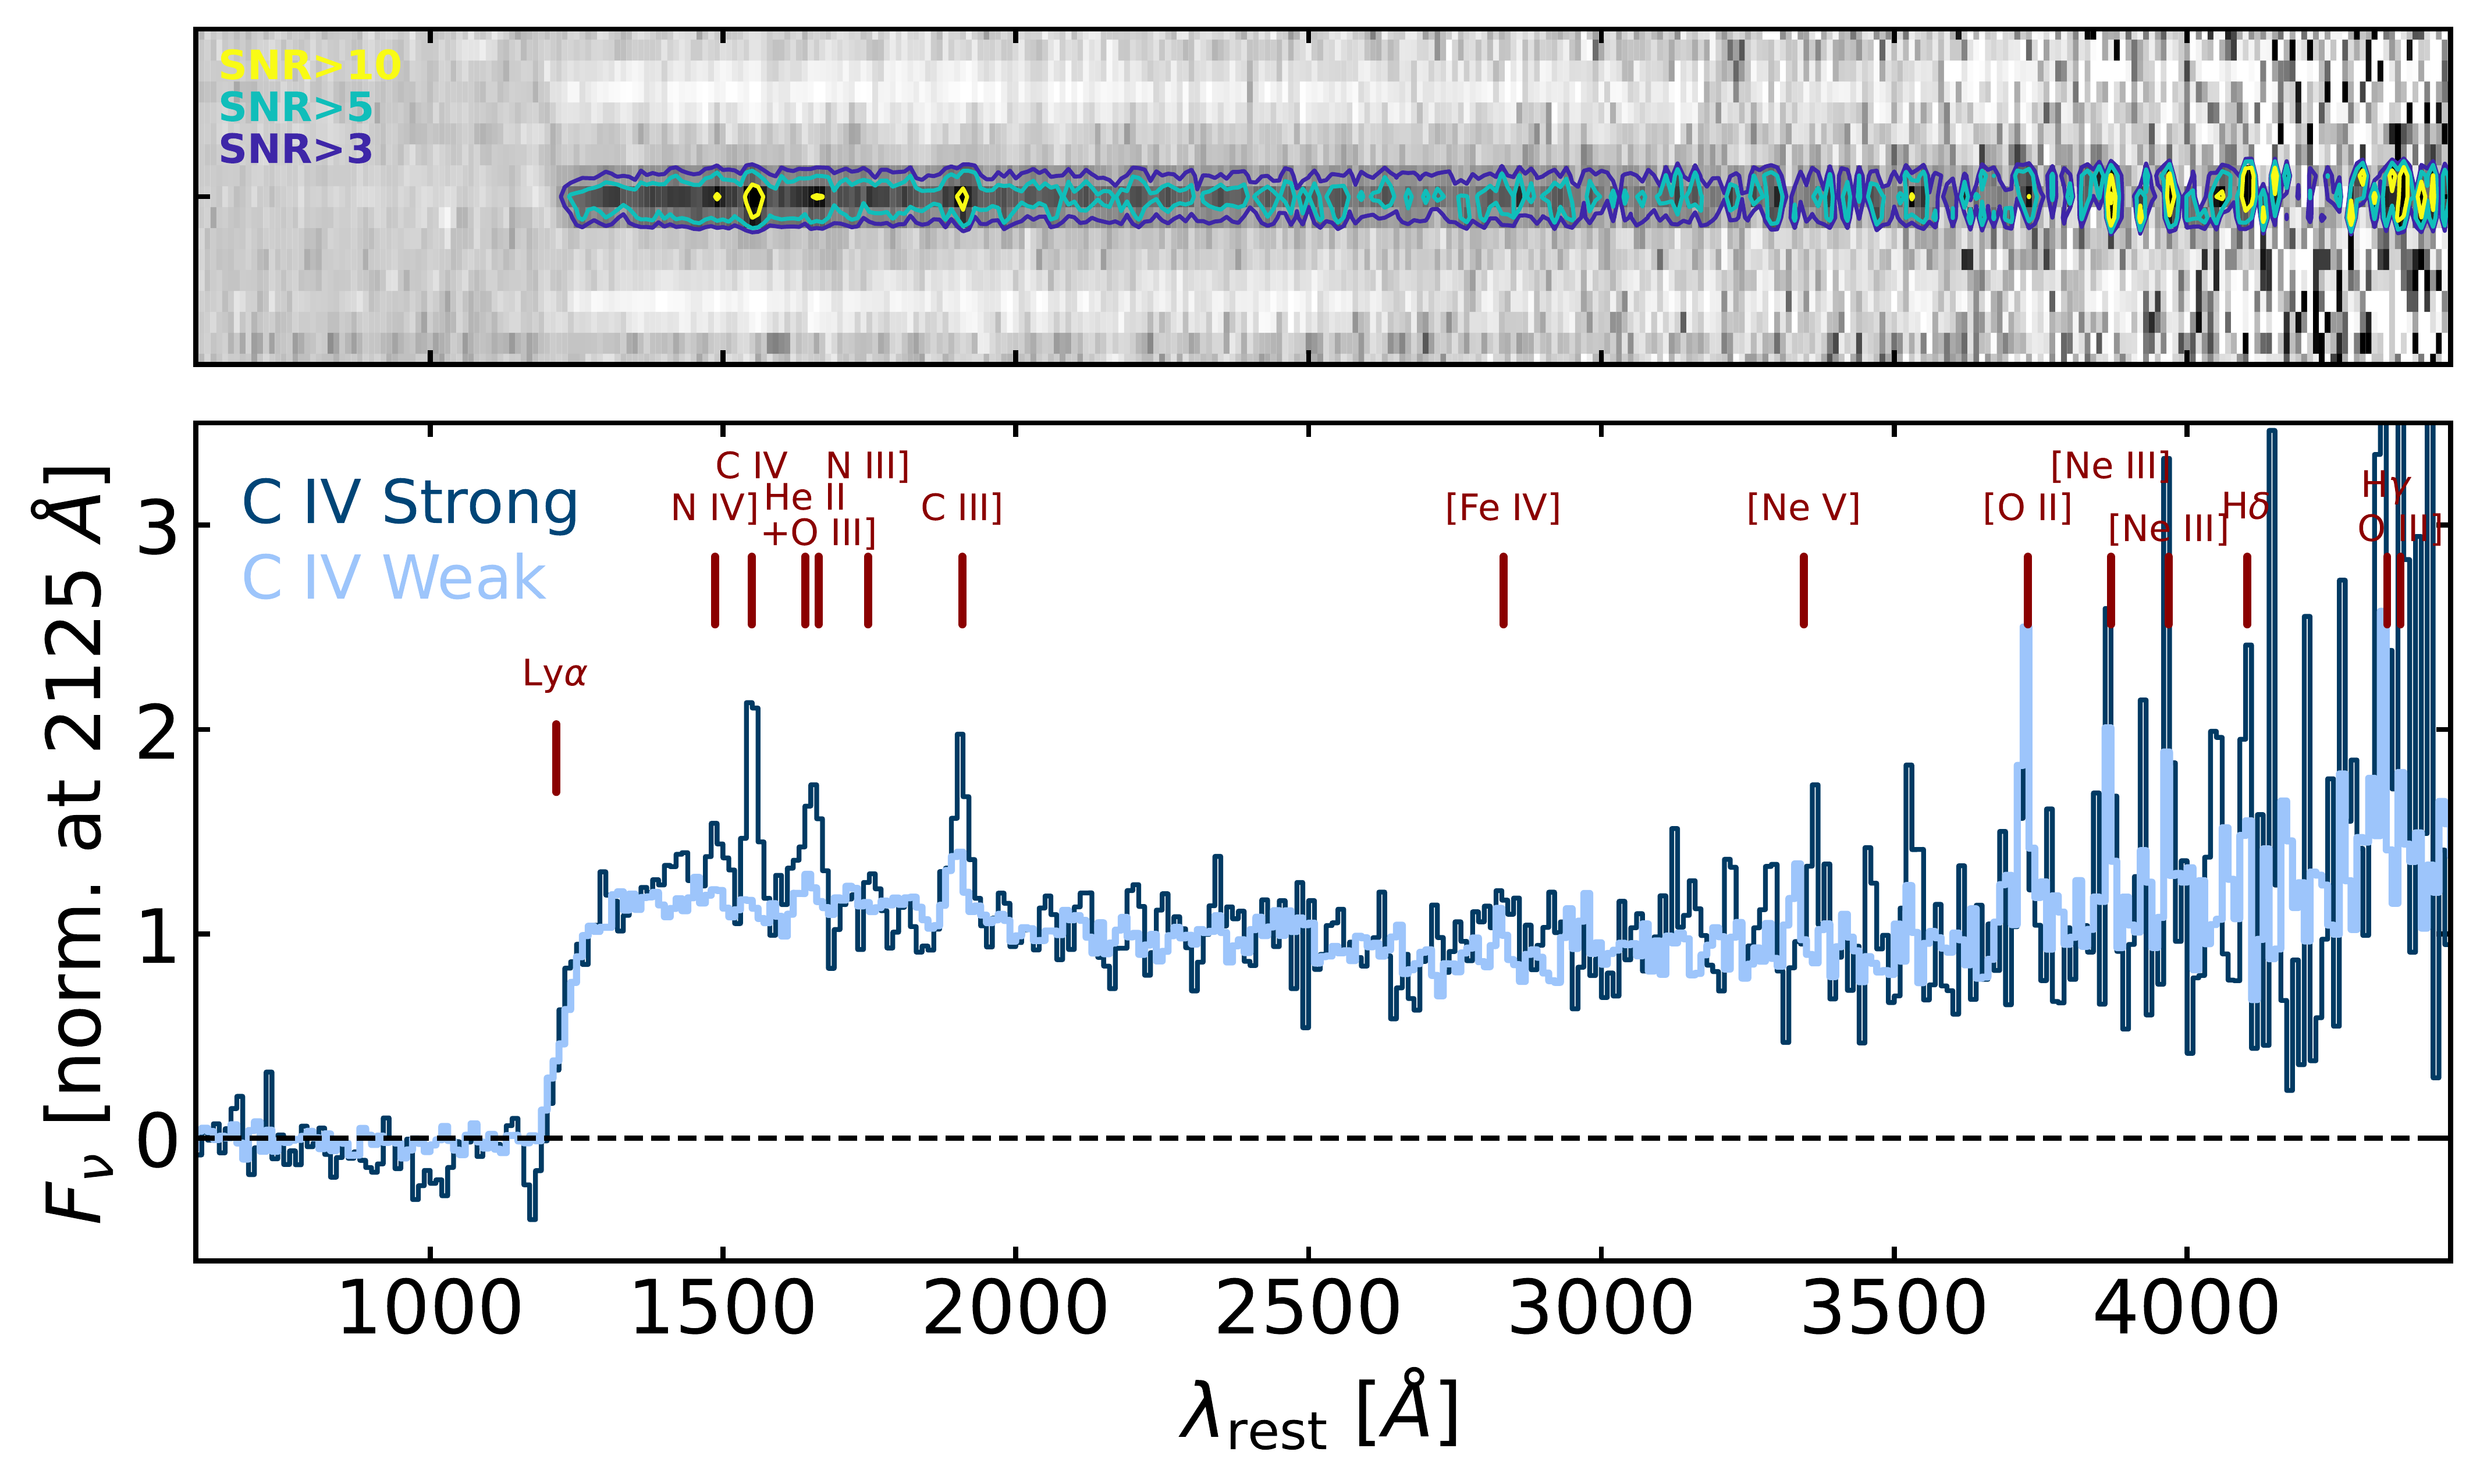 SNR>10
SNR>5
SNR>3
C IV Strong
C IV Weak
C IV N III]
N IV] He II C III]
+O III]
[Fe IV]
[Ne V]
[O II]
[Ne III]
[Ne III]
Hδ
Hγ
O III]
Lyα
3
2
1
0
Fν [norm. at 2125 Å]
1000 1500 2000 2500 3000 3500 4000
λrest [Å]